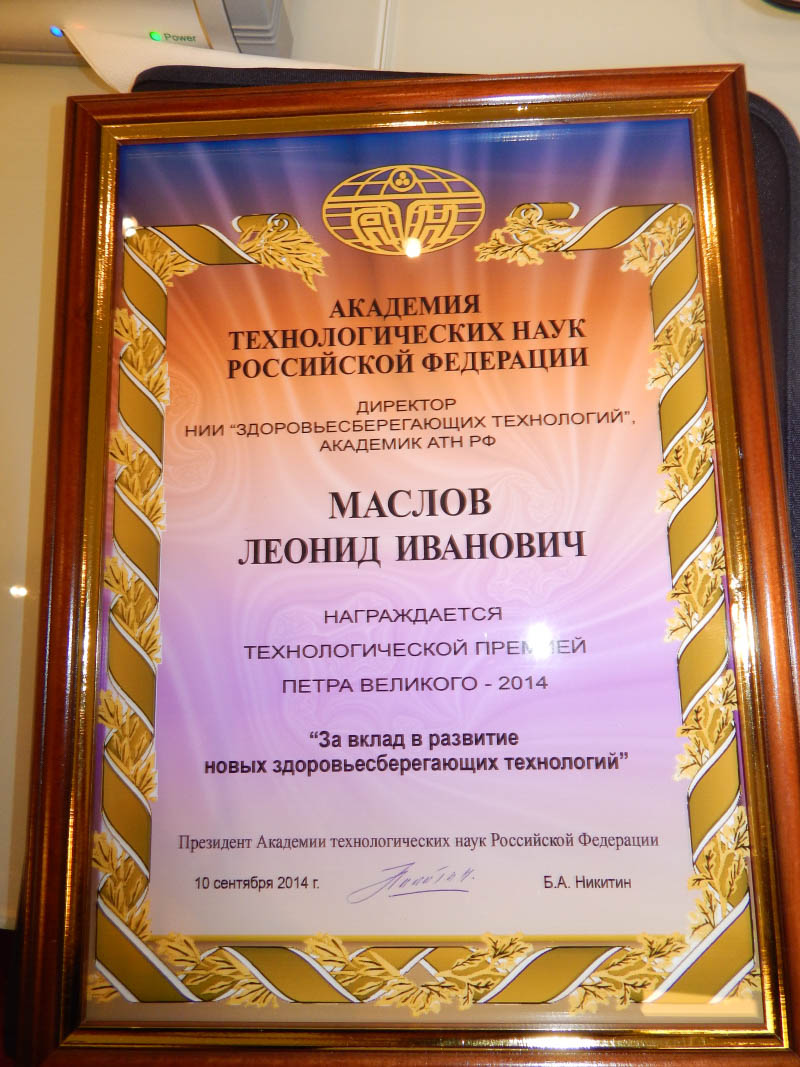 Power
АТН
АКАДЕМИЯ
ТЕХНОЛОГИЧЕСКИХ НАУК
РОССИЙСКОЙ ФЕДЕРАЦИИ
ДИРЕКТОР
НИИ “ЗДОРОВЬЕСБЕРЕГАЮЩИХ ТЕХНОЛОГИЙ”,
АКАДЕМИК АТН РФ
МАСЛОВ
ЛЕОНИД ИВАНОВИЧ
НАГРАЖДАЕТСЯ
ТЕХНОЛОГИЧЕСКОЙ ПРЕМИЕЙ
ПЕТРА ВЕЛИКОГО - 2014
“За вклад в развитие
новых здоровьесберегающих технологий”
Президент Академии технологических наук Российской Федерации
10 сентября 2014 г. Б.А. Никитин